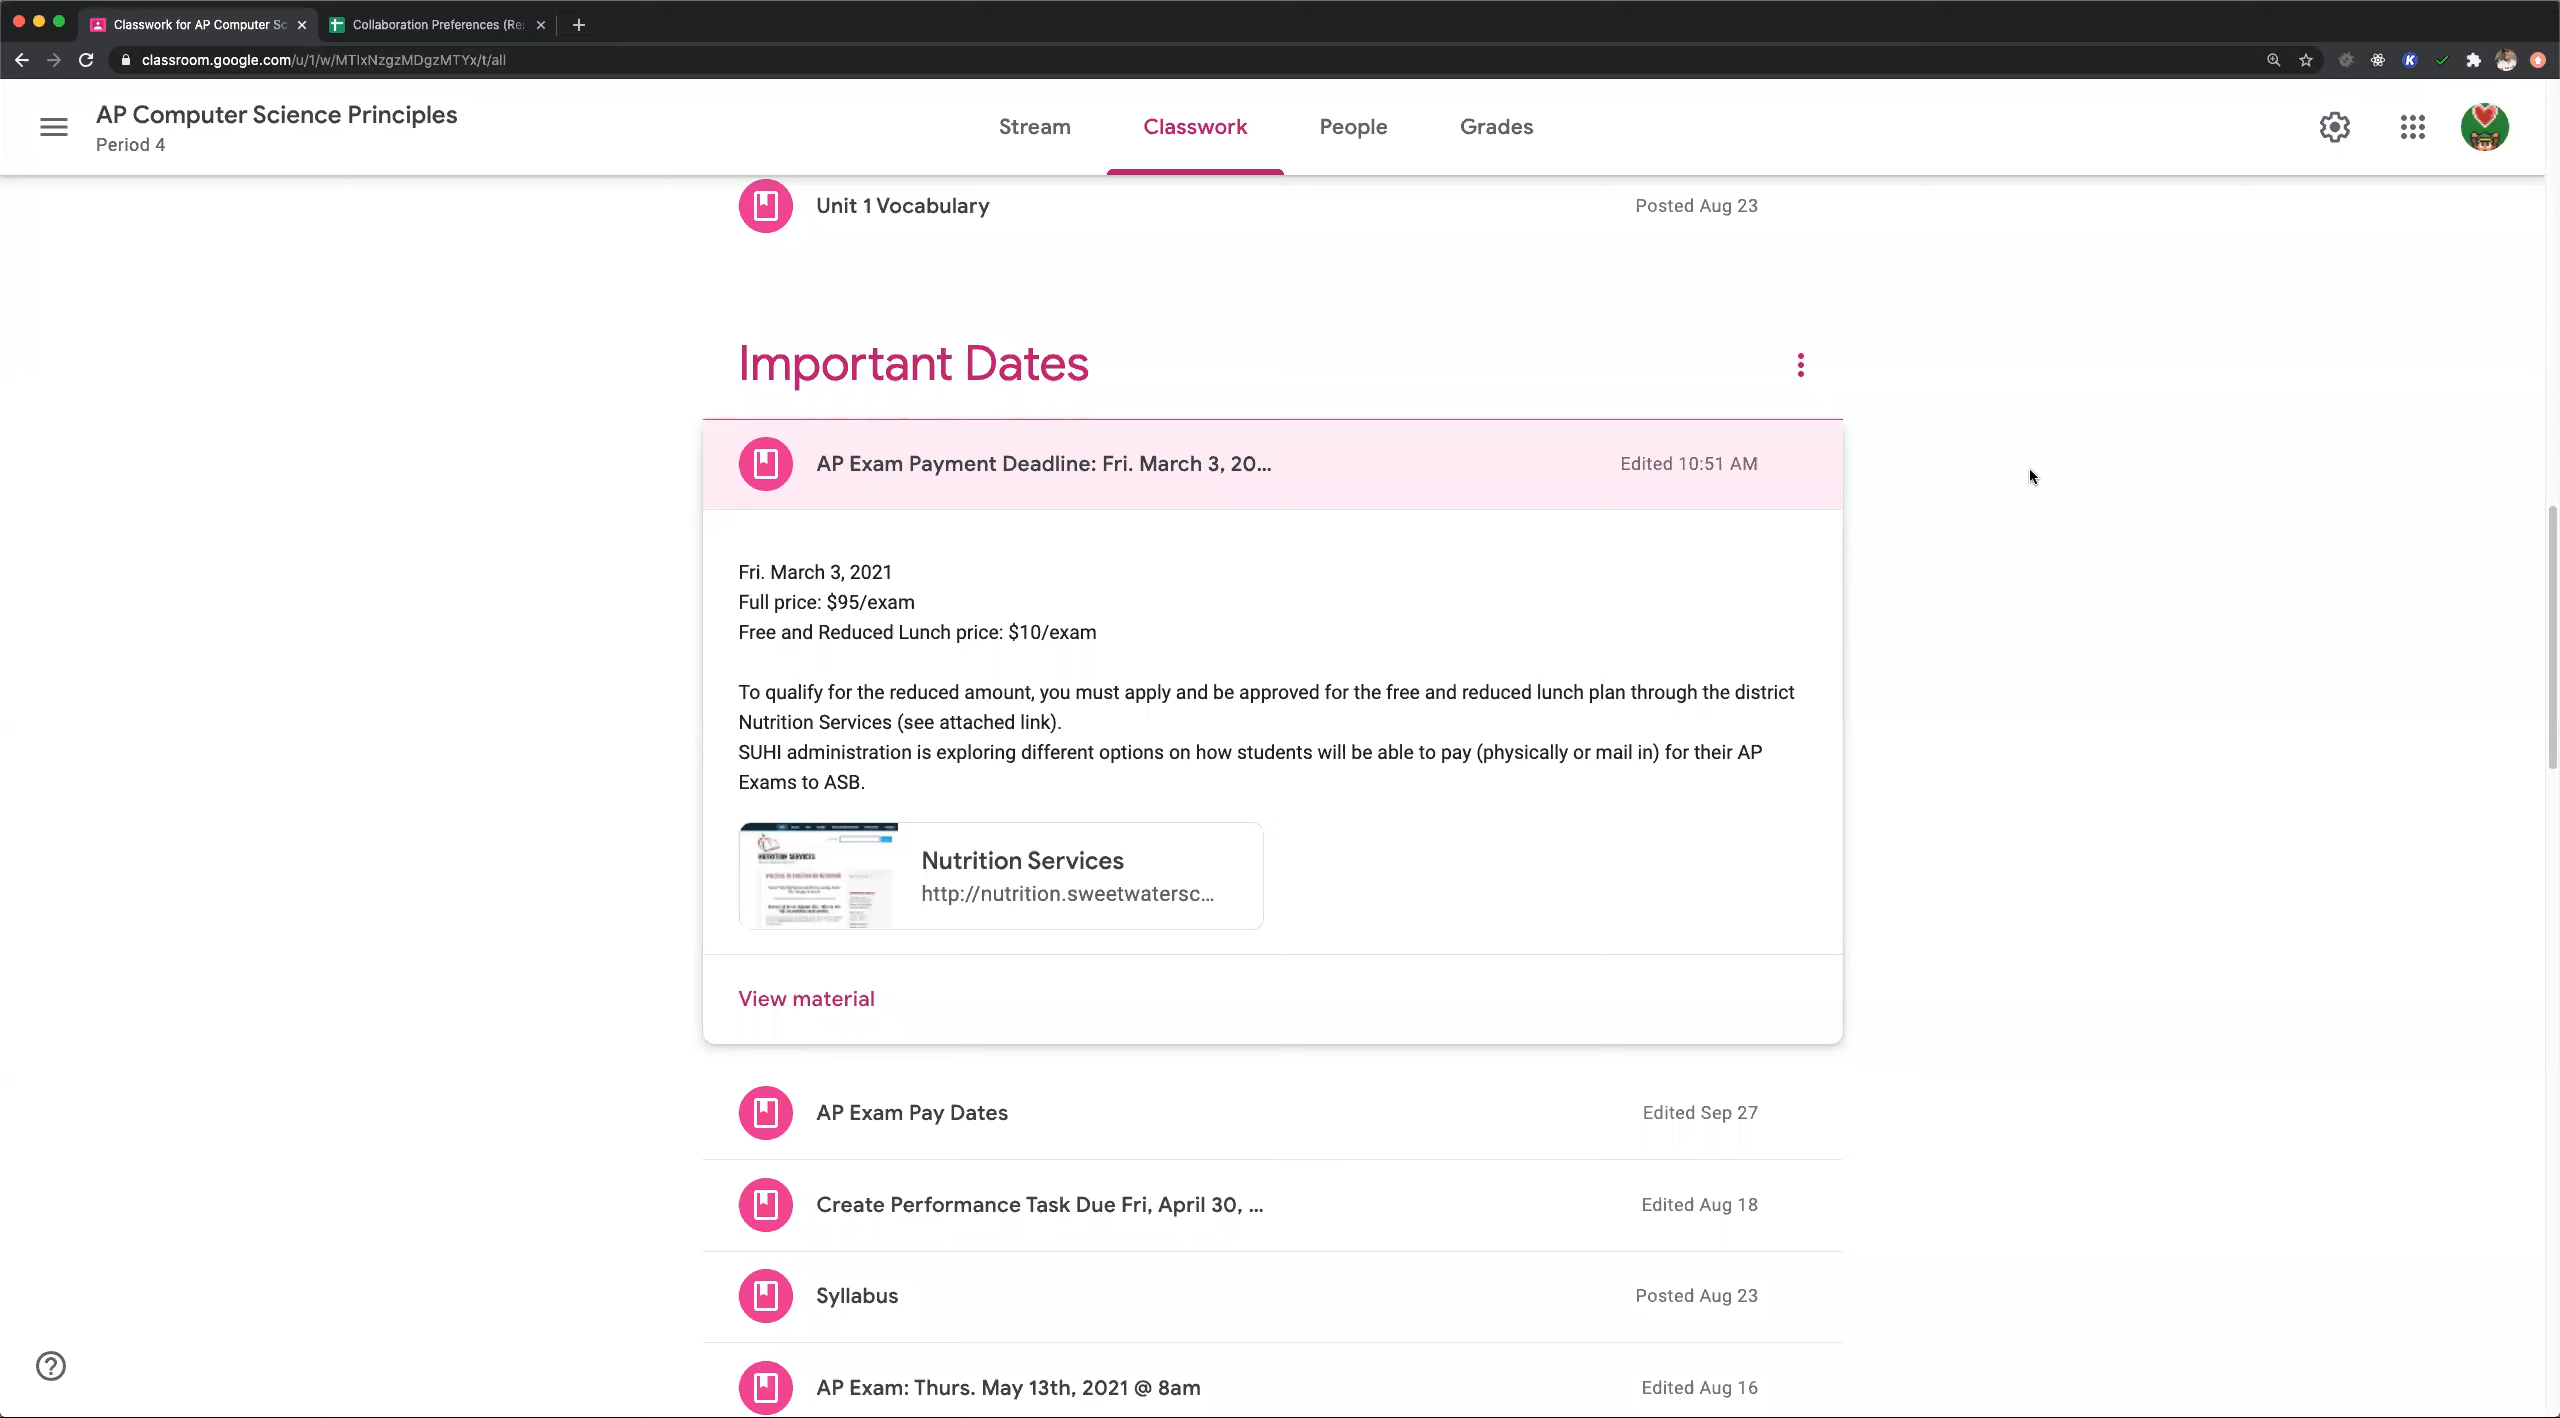 Classwork for AP Computer Sc
Collaboration Preferences (Re
classroom.google.com/u/1/w/MTIxNzgzMDgzMTYx/t/all
AP Computer Science Principles
Period 4
Stream
Classwork
People
Grades
Unit 1 Vocabulary
Posted Aug 23
Important Dates
AP Exam Payment Deadline: Fri. March 3, 20...
Edited 10:51 AM
Fri. March 3, 2021
Full price: $95/exam
Free and Reduced Lunch price: $10/exam
To qualify for the reduced amount, you must apply and be approved for the free and reduced lunch plan through the district
Nutrition Services (see attached link).
SUHI administration is exploring different options on how students will be able to pay (physically or mail in) for their AP
Exams to ASB.
NUTRITION SERVICES
Nutrition Services
http://nutrition.sweetwatersc...
View material
AP Exam Pay Dates
Edited Sep 27
Create Performance Task Due Fri, April 30, ...
Edited Aug 18
Syllabus
Posted Aug 23
AP Exam: Thurs. May 13th, 2021 @ 8am
Edited Aug 16